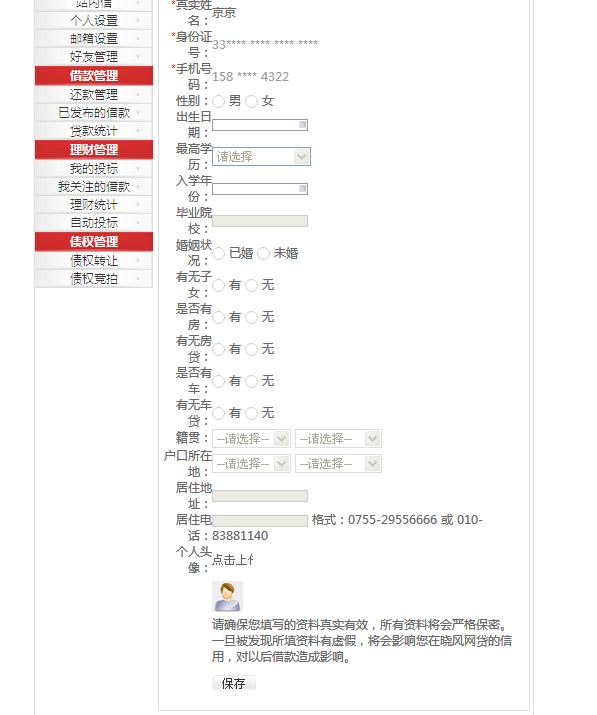 站内信
个人设置
邮箱设置
好友管理
借款管理
还款管理
已发布的借款
贷款统计
理财管理
我的投标
我关注的借款
理财统计
自动投标
债权管理
债权转让
债权竞拍
*真实姓
名：京京
*身份证
号：33**** **** **** ****
*手机号
码：158 **** 4322
性别： 男 女
出生日
期：
最高学
历： 请选择
入学年
份：
毕业院
校：
婚姻状
况： 已婚 未婚
有无子
女： 有 无
是否有
房： 有 无
有无房
贷： 有 无
是否有
车： 有 无
有无车
贷： 有 无
籍贯： --请选择-- --请选择--
户口所在
地： --请选择-- --请选择--
居住地
址：
居住电 格式：0755-29556666 或 010-
话：83881140
个人头
像： 点击上传
请确保您填写的资料真实有效，所有资料将会严格保密。
一旦被发现所填资料有虚假，将会影响您在晓风网贷的信
用，对以后借款造成影响。
保存